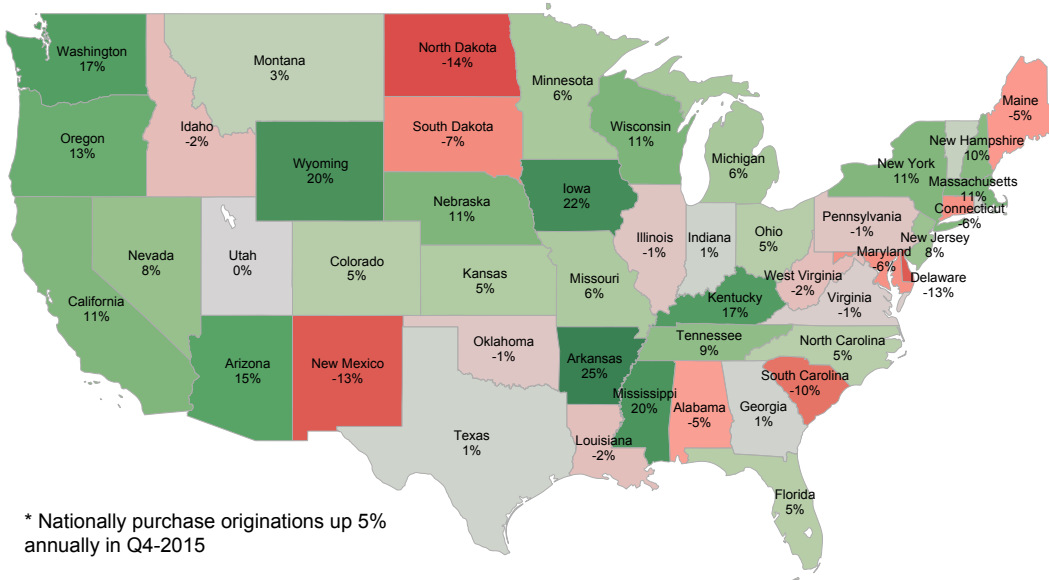 Washington
17%
Montana
3%
North Dakota
-14%
Minnesota
6%
Maine
-5%
Oregon
13%
Idaho
-2%
Wyoming
20%
South Dakota
-7%
Wisconsin
11%
Michigan
6%
New Hampshire
10%
New York
11%
Massachusetts
11%
Connecticut
-6%
Nevada
8%
Utah
0%
Colorado
5%
Nebraska
11%
Iowa
22%
Illinois
-1%
Indiana
1%
Ohio
5%
Pennsylvania
-1%
New Jersey
8%
Maryland
-6%
Delaware
-13%
California
11%
Kansas
5%
Missouri
6%
Kentucky
17%
West Virginia
-2%
Virginia
-1%
Arizona
15%
New Mexico
-13%
Oklahoma
-1%
Arkansas
25%
Tennessee
9%
North Carolina
5%
South Carolina
-10%
Texas
1%
Louisiana
-2%
Mississippi
20%
Alabama
-5%
Georgia
1%
Florida
5%
* Nationally purchase originations up 5%
annually in Q4-2015